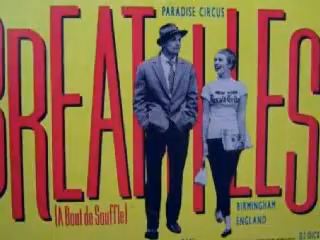 PARADISE CIRCUS
BREATHLES
(A Bout de Souffle)
BIRMINGHAM
ENGLAND